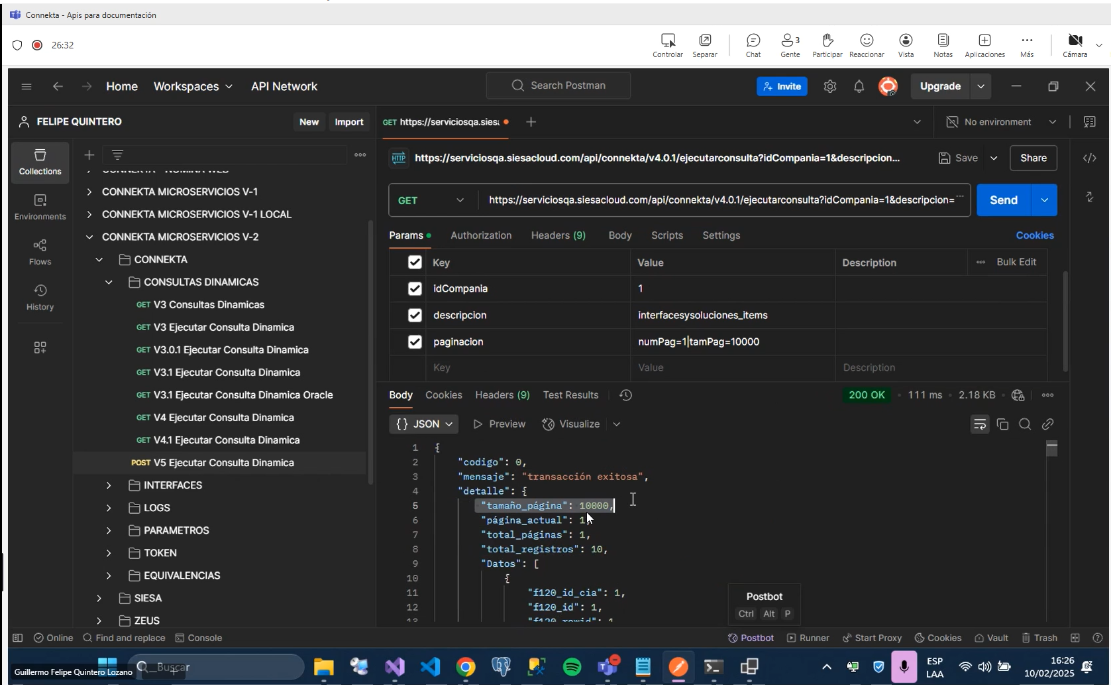 Connekta - Apis para documentación
26:32
Controlar Separar Chat Gente 3 Participar Reaccionar Vista Notas Aplicaciones Más Cámara
Home Workspaces API Network Search Postman Invite Upgrade
FELIPE QUINTERO New Import
GET https://serviciosqa.siesa + No environment
Collections
Environments
Flows
History
CONNEKTA MICROSERVICIOS V-1
CONNEKTA MICROSERVICIOS V-1 LOCAL
CONNEKTA MICROSERVICIOS V-2
CONNEKTA
CONSULTAS DINAMICAS
GET V3 Consultas Dinamicas
GET V3 Ejecutar Consulta Dinamica
GET V3.0.1 Ejecutar Consulta Dinamica
GET V3.1 Ejecutar Consulta Dinamica
GET V3.1 Ejecutar Consulta Dinamica Oracle
GET V4 Ejecutar Consulta Dinamica
GET V4.1 Ejecutar Consulta Dinamica
POST V5 Ejecutar Consulta Dinamica
INTERFACES
LOGS
PARAMETROS
TOKEN
EQUIVALENCIAS
SIESA
ZEUS
HTTP https://serviciosqa.siesacloud.com/api/connekta/v4.0.1/ejecutarconsulta?idCompania=1&descripcion... Save Share
GET https://serviciosqa.siesacloud.com/api/connekta/v4.0.1/ejecutarconsulta?idCompania=1&descripcion= Send
Params Authorization Headers (9) Body Scripts Settings Cookies
Key Value Description Bulk Edit
idCompania 1
descripcion interfacesysoluciones_items
paginacion numPag=1|tamPag=10000
Key Value Description
Body Cookies Headers (9) Test Results 200 OK 111 ms 2.18 KB
{} JSON Preview Visualize
1 {
2 "codigo": 0,
3 "mensaje": "transacción exitosa",
4 "detalle": {
5 "tamaño_página": 10000,
6 "página_actual": 1
7 "total_páginas": 1,
8 "total_registros": 10,
9 "Datos": [
10 {
11 "f120_id_cia": 1,
12 "f120_id": 1,
Postbot
Ctrl Alt P
Online Find and replace Console Postbot Runner Start Proxy Cookies Vault Trash
Guillermo Felipe Quintero Lozano
Buscar
ESP
LAA
16:26
10/02/2025